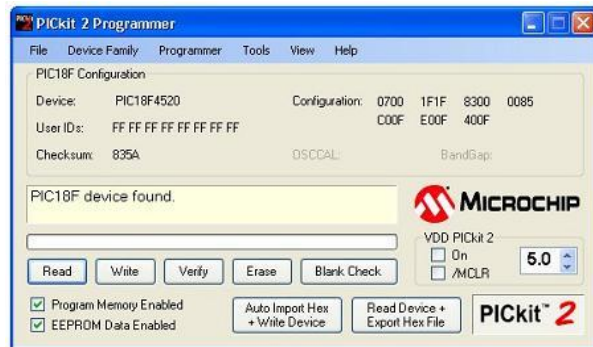 PICkit 2 Programmer
File Device Family Programmer Tools View Help
PIC18F Configuration
Device: PIC18F4520 Configuration: 0700 1F1F 8300 0085
C00F E00F 400F
User IDs: FF FF FF FF FF FF FF FF
Checksum: 835A OSCCAL: BandGap:
PIC18F device found.
MICROCHIP
VDD PICkit 2
On
/MCLR
5.0
Read Write Verify Erase Blank Check
Program Memory Enabled
EEPROM Data Enabled
Auto Import Hex
+ Write Device
Read Device +
Export Hex File
PICkit™ 2